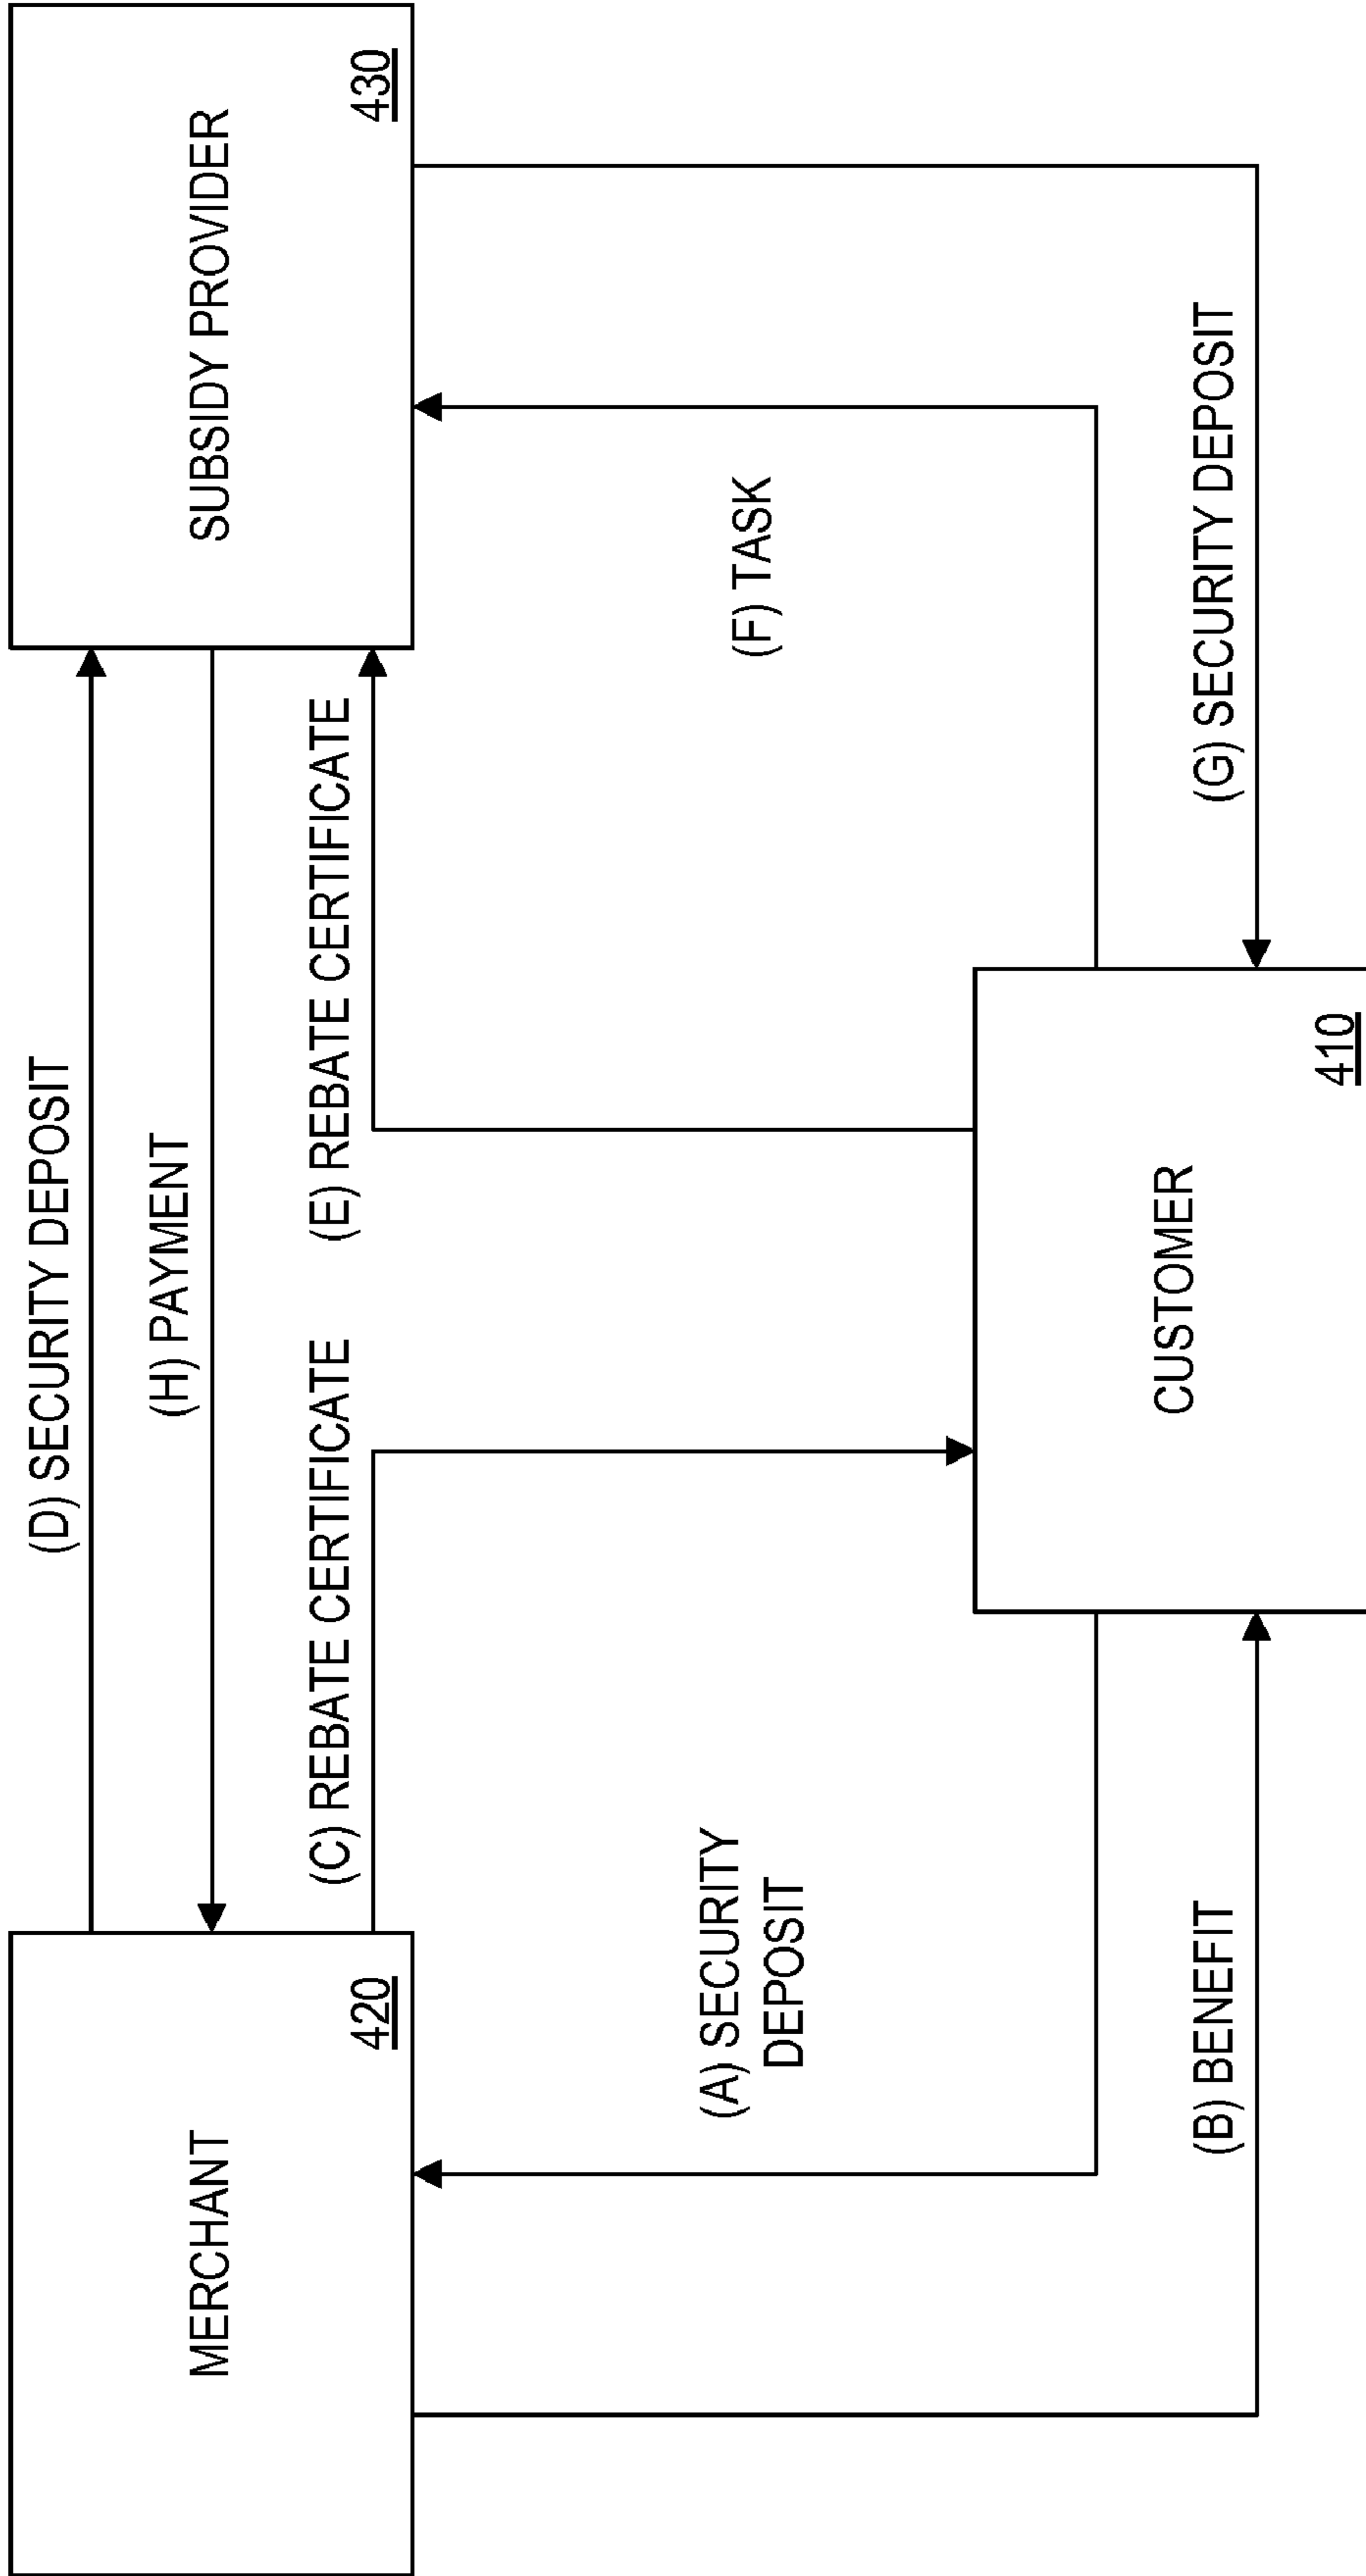 (D) SECURITY DEPOSIT
(H) PAYMENT
MERCHANT
420
SUBSIDY PROVIDER
430
(C) REBATE CERTIFICATE
(E) REBATE CERTIFICATE
(A) SECURITY
DEPOSIT
(F) TASK
CUSTOMER
410
(B) BENEFIT
(G) SECURITY DEPOSIT